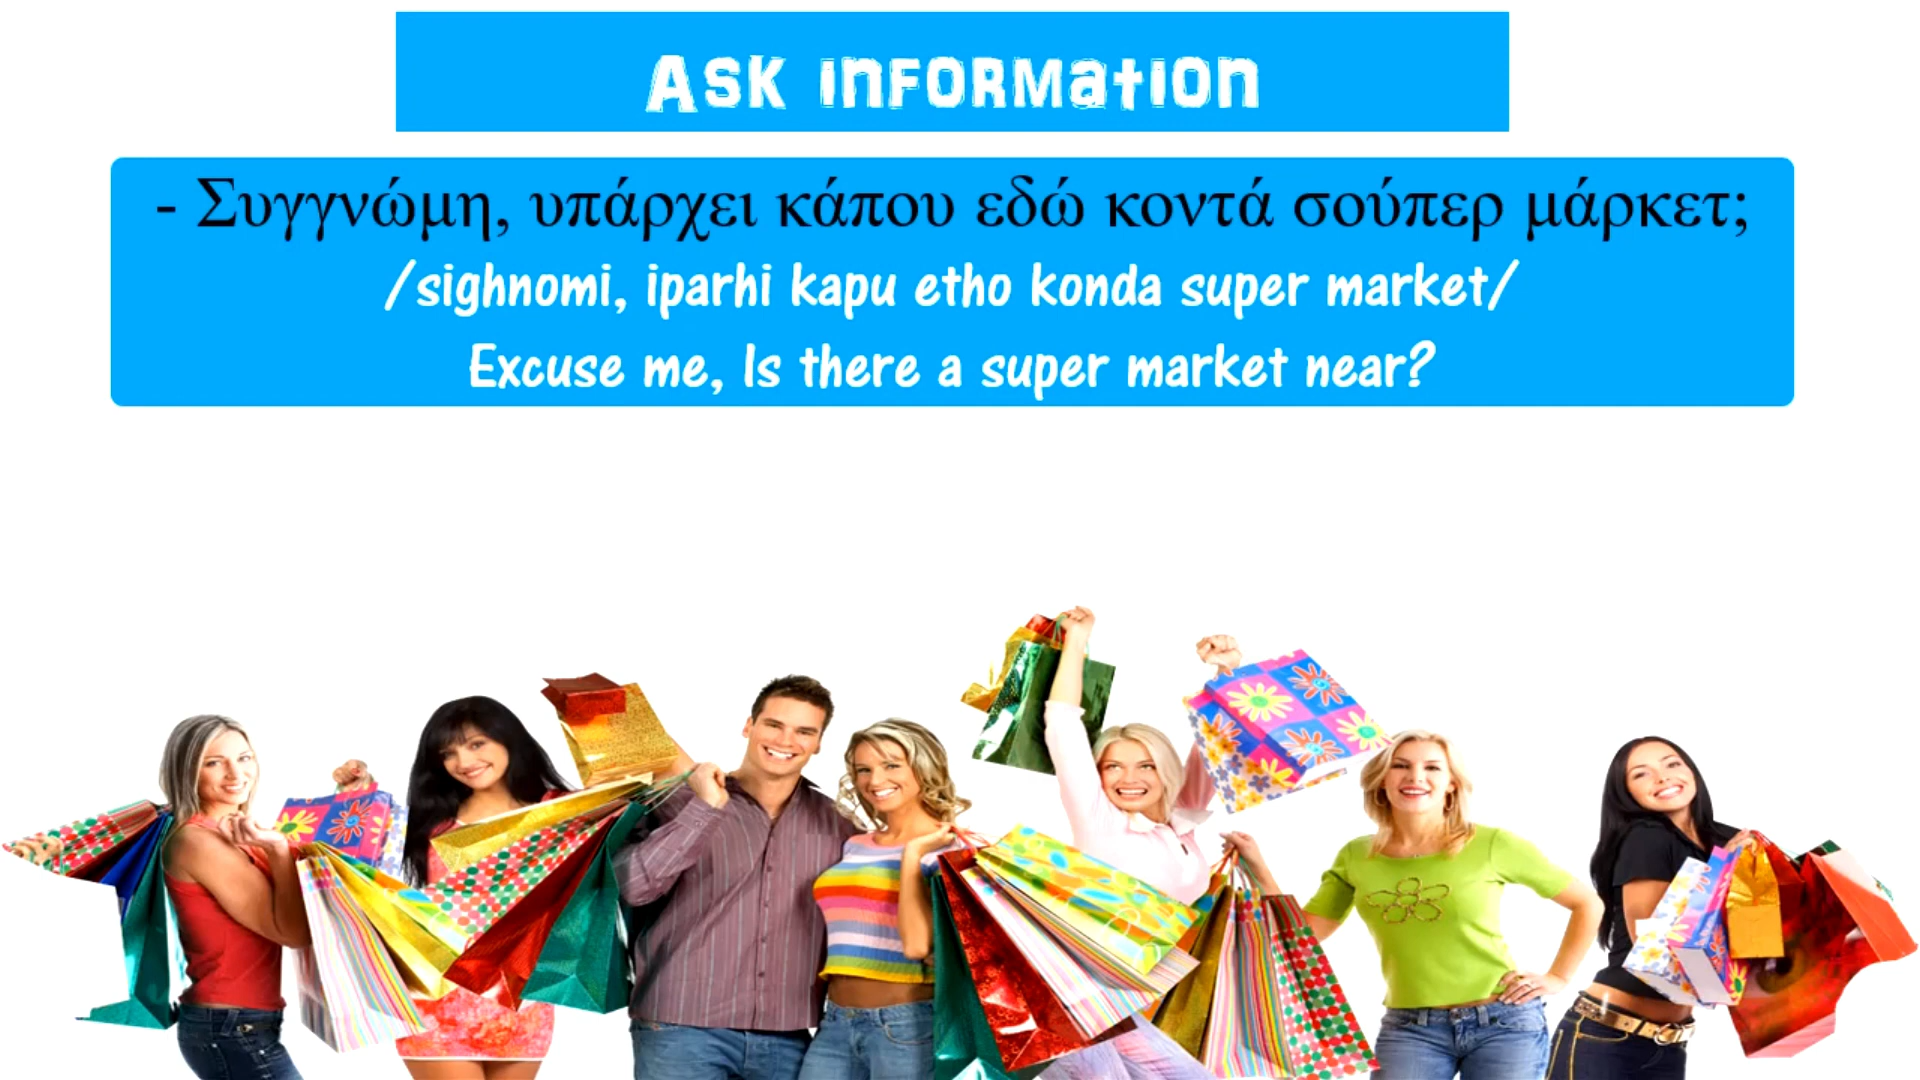 Ask information
- Συγγνώμη, υπάρχει κάπου εδώ κοντά σούπερ μάρκετ;
/sighnomi, iparhi kapu etho konda super market/
Excuse me, Is there a super market near?